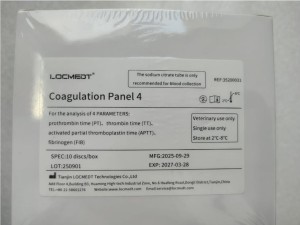 LOCMEDT®
The sodium citrate tube is only
recommended for blood collection
REF:25200901
Coagulation Panel 4
For the analysis of 4 PARAMETERS:
prothrombin time (PT), thrombin time (TT),
activated partial thromboplastin time (APTT),
fibrinogen (FIB)
Veterinary use only
Single use only
Store at 2°C-8°C
SPEC:10 discs/box
MFG:2025-09-29
LOT:250901
EXP: 2027-03-28
Tianjin LOCMEDT Technologies Co.,Ltd